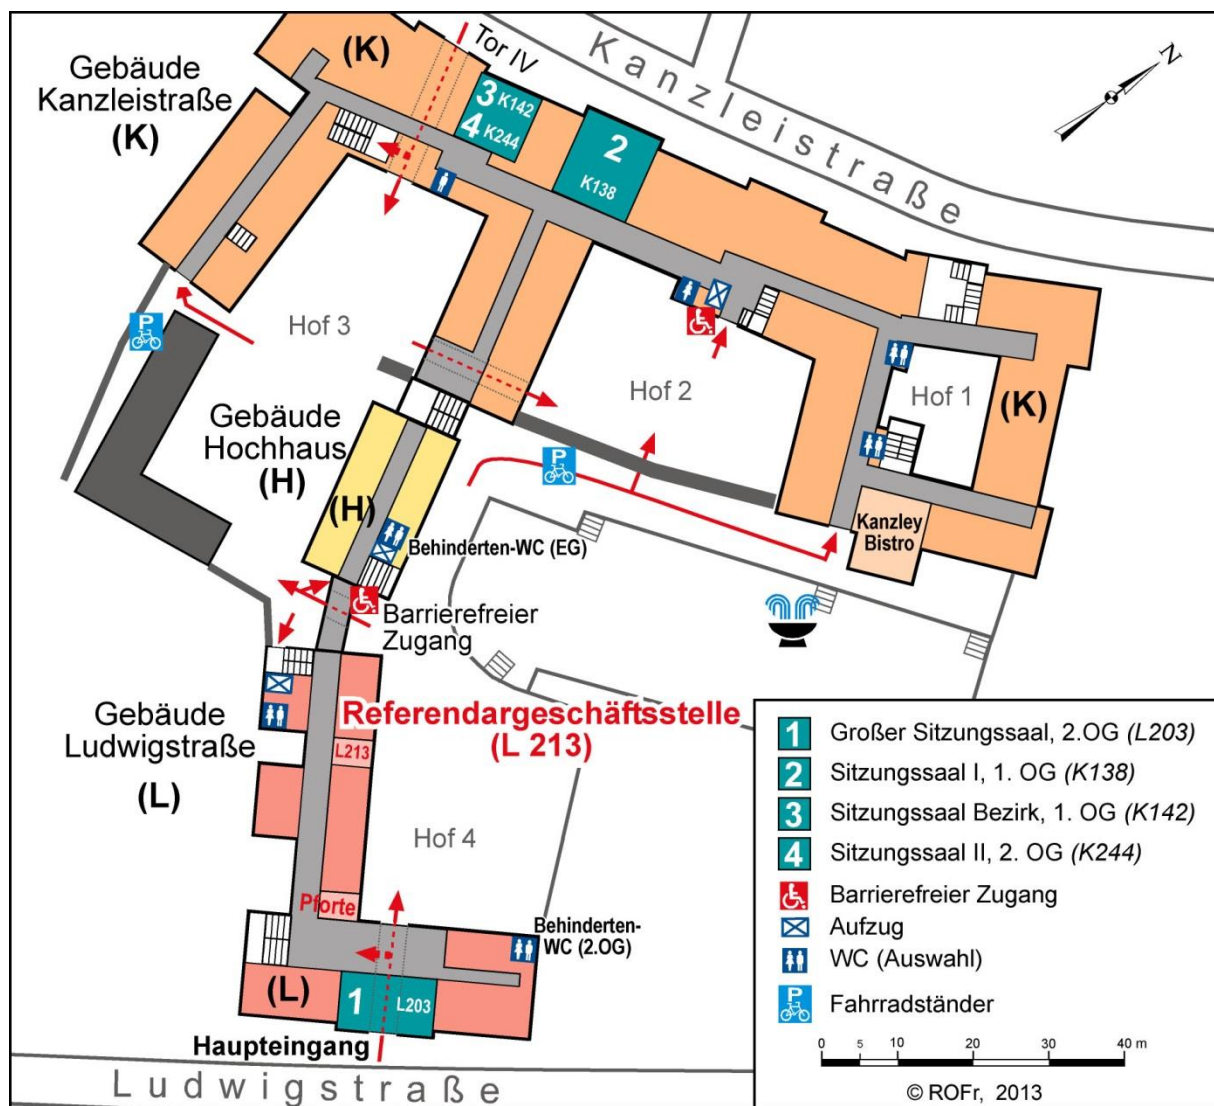 Kanzleistraße
N
Tor IV
(K)
Gebäude
Kanzleistraße
(K)
3 K142
4 K244
2
K138
P
Hof 3
Hof 2
Hof 1
(K)
Gebäude
Hochhaus
(H)
(H)
P
Kanzley
Bistro
Behinderten-WC (EG)
Barrierefreier
Zugang
Gebäude
Ludwigstraße
(L)
Referendargeschäftsstelle
(L 213)
L213
Hof 4
Pforte
Behinderten-
WC (2.OG)
(L)
1 L203
Haupteingang
Ludwigstraße
1 Großer Sitzungssaal, 2.OG (L203)
2 Sitzungssaal I, 1. OG (K138)
3 Sitzungssaal Bezirk, 1. OG (K142)
4 Sitzungssaal II, 2. OG (K244)
Barrierefreier Zugang
Aufzug
WC (Auswahl)
P Fahrradständer
0 5 10 20 30 40 m
© ROFr, 2013